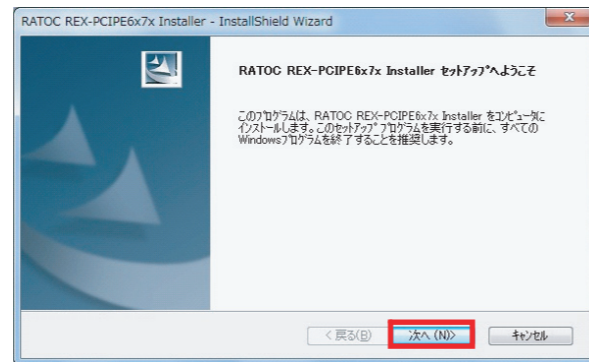 RATOC REX-PCIPE6x7x Installer - InstallShield Wizard
RATOC REX-PCIPE6x7x Installer ｾｯﾄｱｯﾌﾟへようこそ
このﾌﾟﾛｸﾞﾗﾑは、RATOC REX-PCIPE6x7x Installer をｺﾝﾋﾟｭｰﾀに
ｲﾝｽﾄｰﾙします。このｾｯﾄｱｯﾌﾟ ﾌﾟﾛｸﾞﾗﾑを実行する前に、すべての
Windowsﾌﾟﾛｸﾞﾗﾑを終了することを推奨します。
< 戻る(B) 次へ (N)> ｷｬﾝｾﾙ